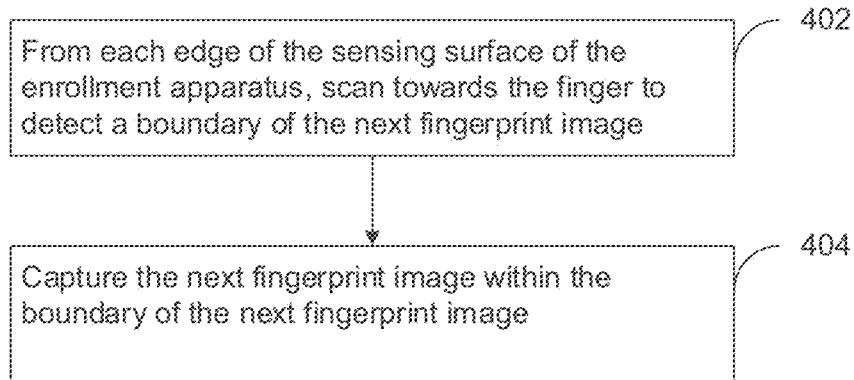 402
From each edge of the sensing surface of the
enrollment apparatus, scan towards the finger to
detect a boundary of the next fingerprint image
404
Capture the next fingerprint image within the
boundary of the next fingerprint image